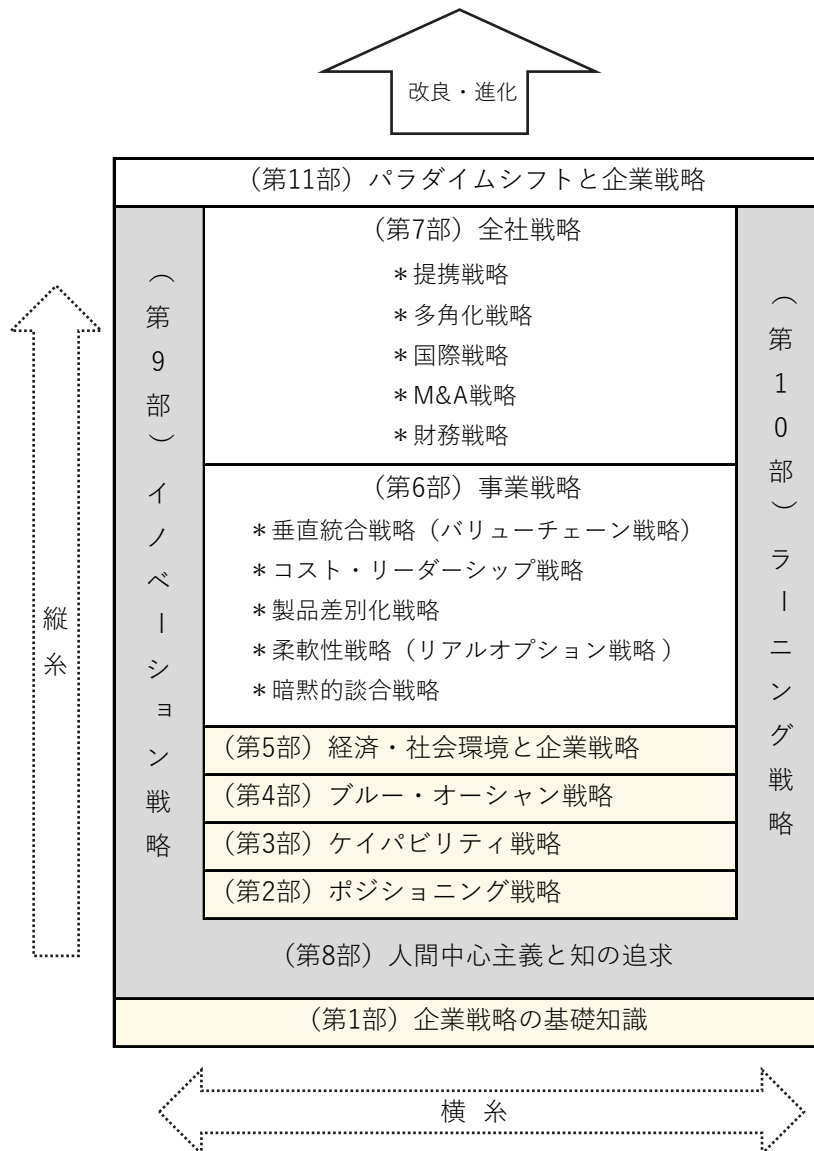 改良・進化
（第11部）パラダイムシフトと企業戦略
（第7部）全社戦略
＊提携戦略
＊多角化戦略
＊国際戦略
＊M&A戦略
＊財務戦略
（第6部）事業戦略
＊垂直統合戦略（バリューチェーン戦略）
＊コスト・リーダーシップ戦略
＊製品差別化戦略
＊柔軟性戦略（リアルオプション戦略）
＊暗黙的談合戦略
（第5部）経済・社会環境と企業戦略
（第4部）ブルー・オーシャン戦略
（第3部）ケイパビリティ戦略
（第2部）ポジショニング戦略
（第9部）イノベーション戦略
（第10部）ラーニング戦略
（第8部）人間中心主義と知の追求
（第1部）企業戦略の基礎知識
縦糸
横糸